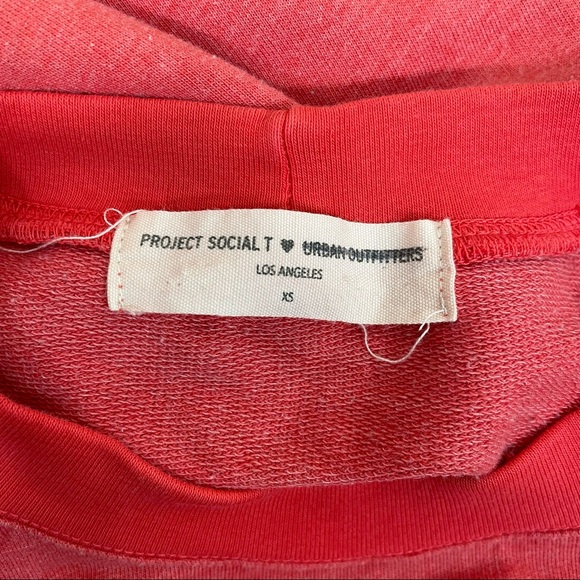 PROJECT SOCIAL T ♥ URBAN OUTFITTERS
LOS ANGELES
XS